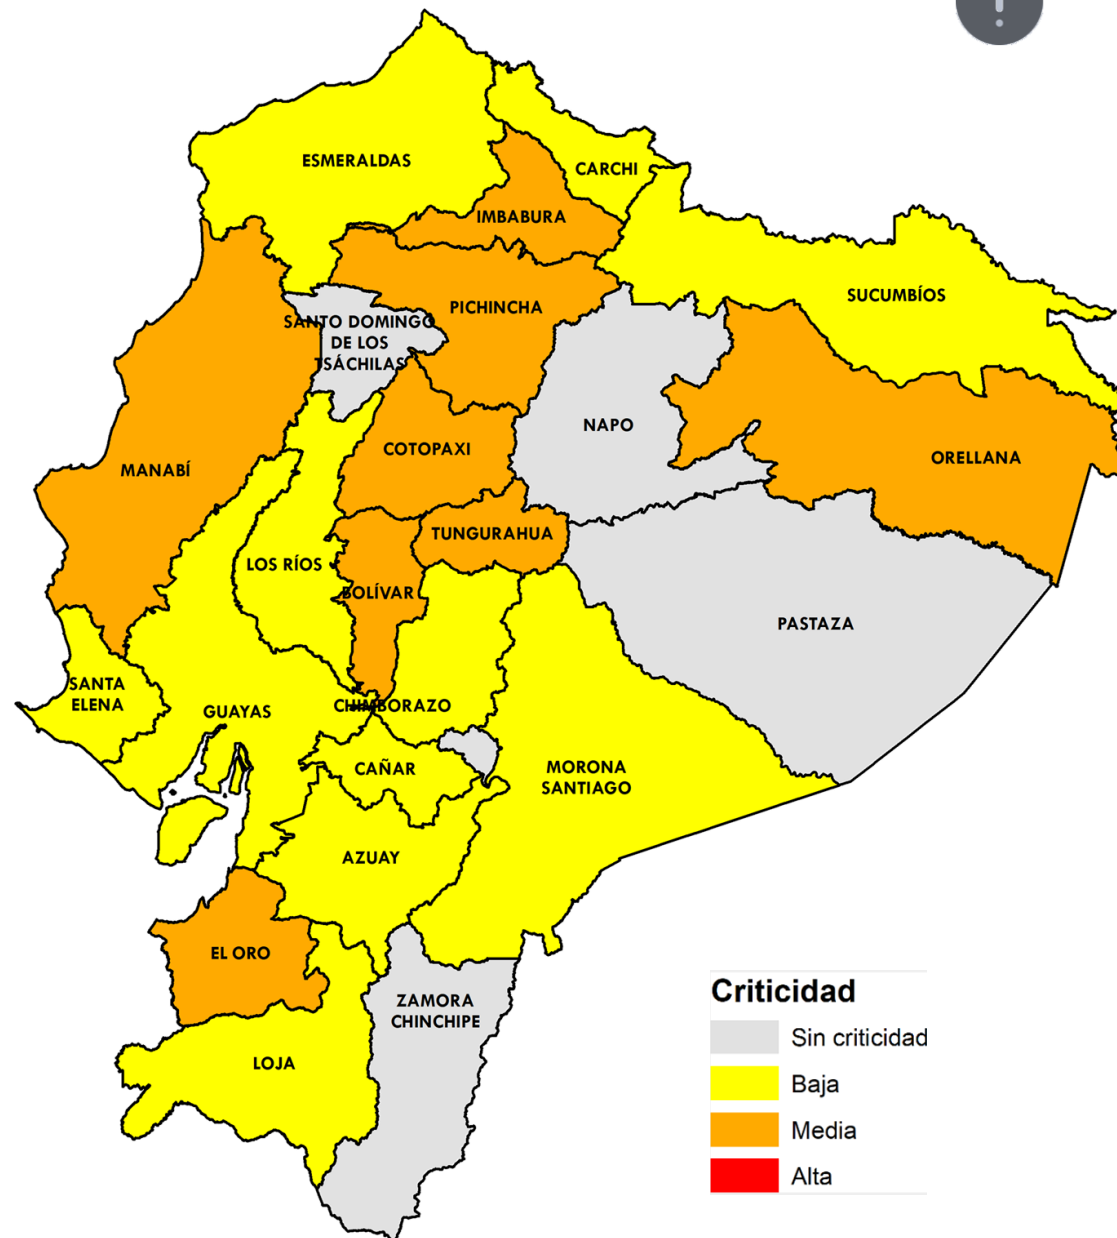 !
ESMERALDAS
CARCHI
IMBABURA
SUCUMBÍOS
PICHINCHA
SANTO DOMINGO
DE LOS
TSÁCHILAS
NAPO
COTOPAXI
ORELLANA
MANABÍ
TUNGURAHUA
LOS RÍOS
BOLÍVAR
PASTAZA
SANTA
ELENA
GUAYAS
CHIMBORAZO
CAÑAR
MORONA
SANTIAGO
AZUAY
EL ORO
ZAMORA
CHINCHIPE
LOJA
Criticidad
Sin criticidad
Baja
Media
Alta